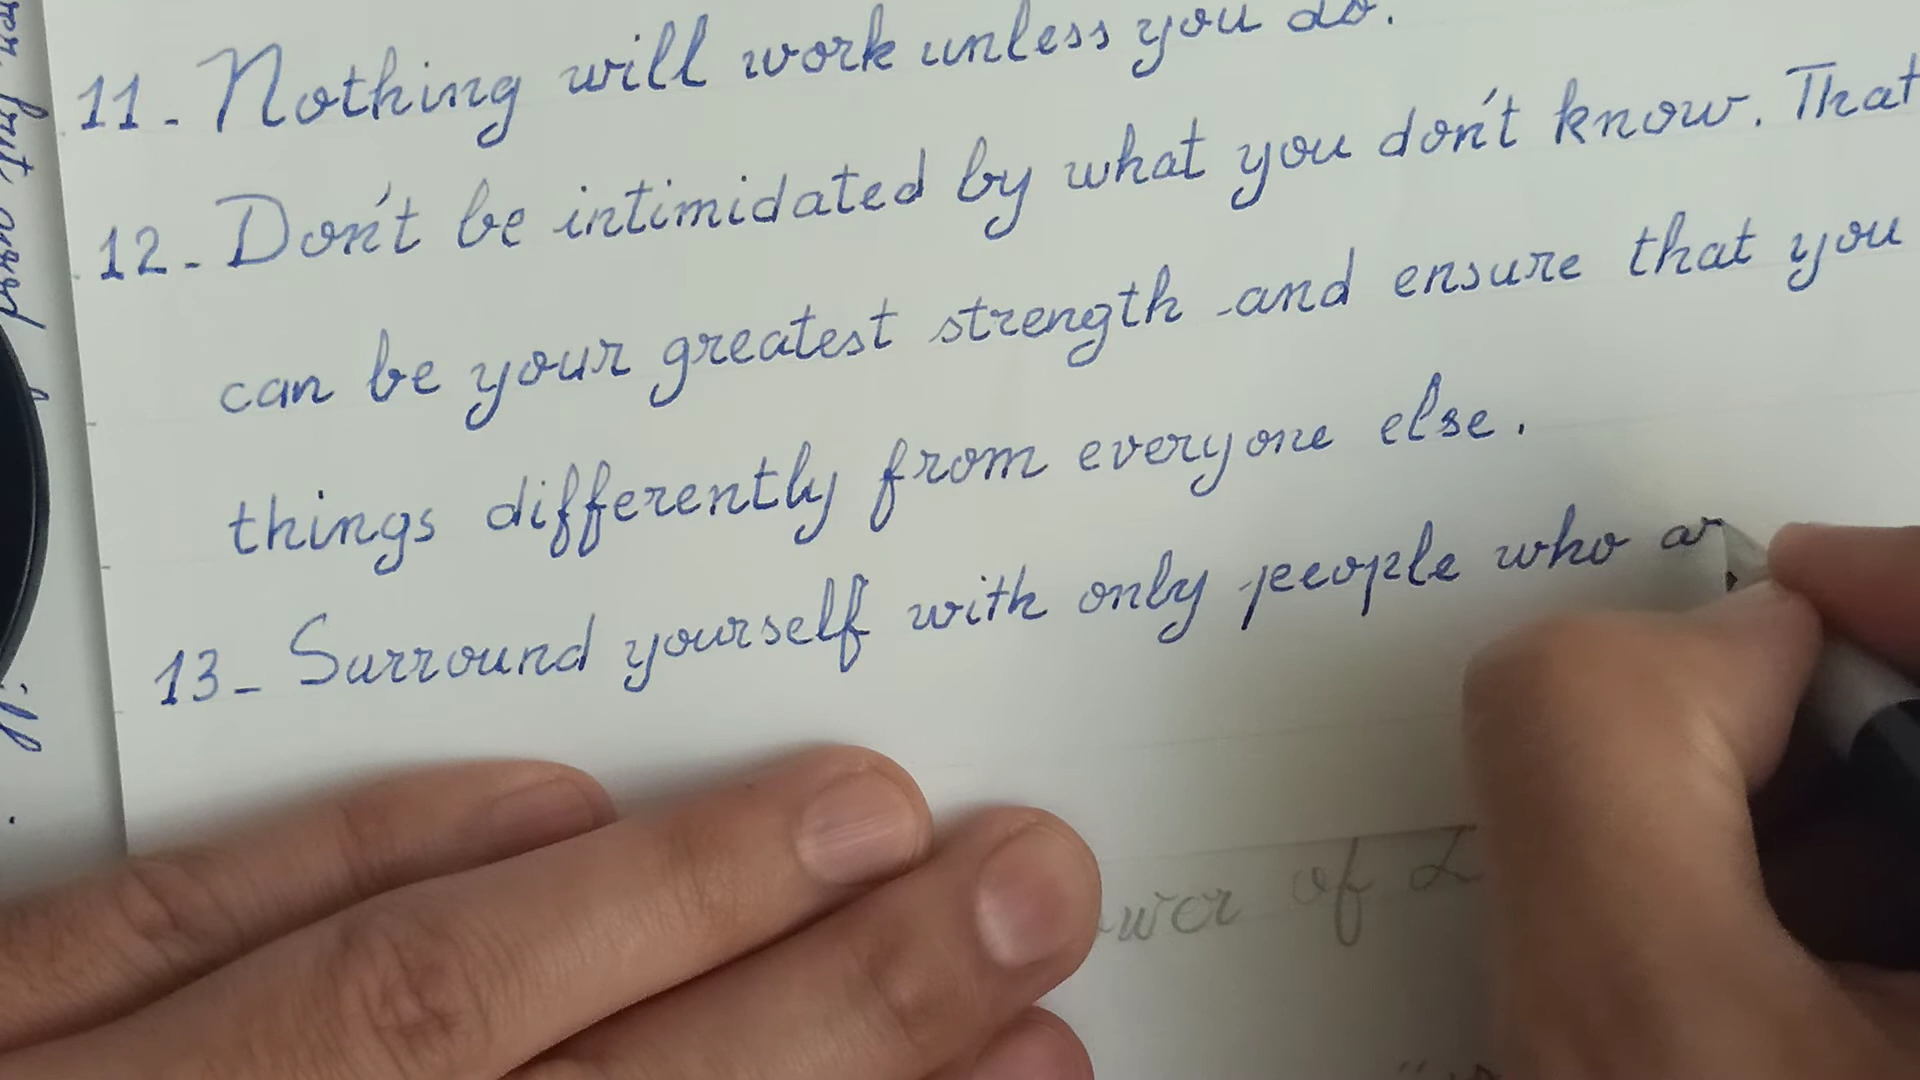 11- Nothing will work unless you do.
12- Don't be intimidated by what you don't know. That
can be your greatest strength and ensure that you
things differently from everyone else.
13- Surround yourself with only people who ar
of